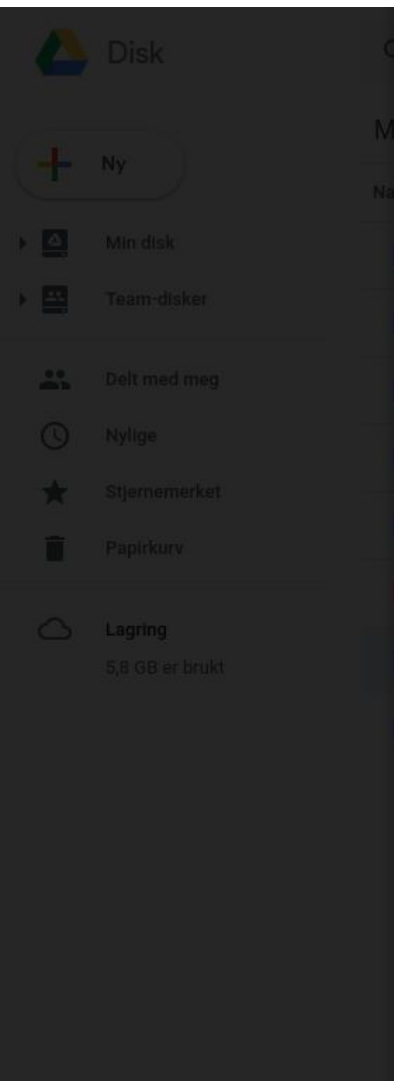 Disk
Ny
Min disk
Team-disker
Delt med meg
Nylige
Stjernemerket
Papirkurv
Lagring
5,8 GB er brukt